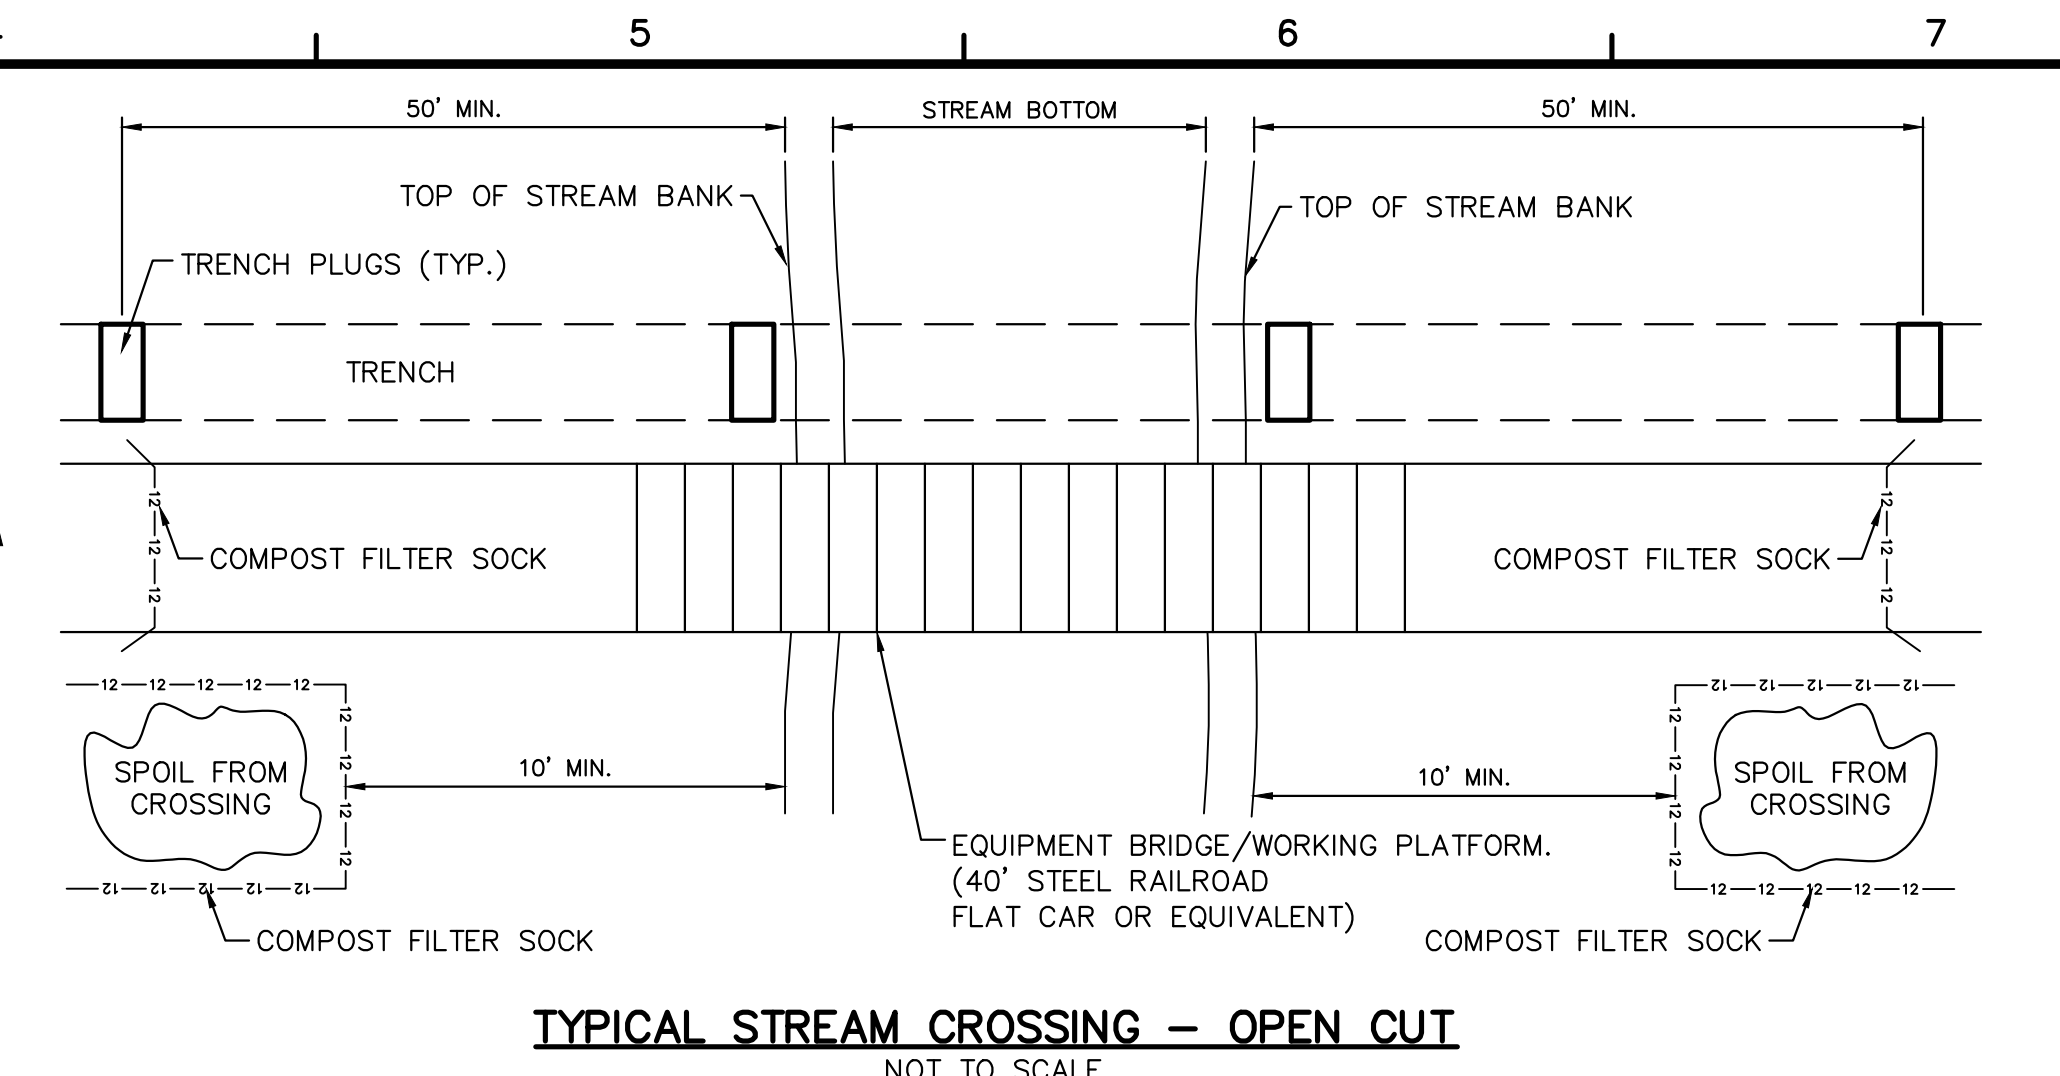 5
6
7
50' MIN.
STREAM BOTTOM
50' MIN.
TOP OF STREAM BANK
TOP OF STREAM BANK
TRENCH PLUGS (TYP.)
TRENCH
12
12
12
COMPOST FILTER SOCK
COMPOST FILTER SOCK
12
12
12
12 12 12 12 12
12
12
12
12
12 12 12 12 12
SPOIL FROM
CROSSING
10' MIN.
10' MIN.
12 12 12 12 12
12
12
12
12
12 12 12 12 12
SPOIL FROM
CROSSING
EQUIPMENT BRIDGE/WORKING PLATFORM.
(40' STEEL RAILROAD
FLAT CAR OR EQUIVALENT)
COMPOST FILTER SOCK
COMPOST FILTER SOCK
TYPICAL STREAM CROSSING – OPEN CUT
NOT TO SCALE